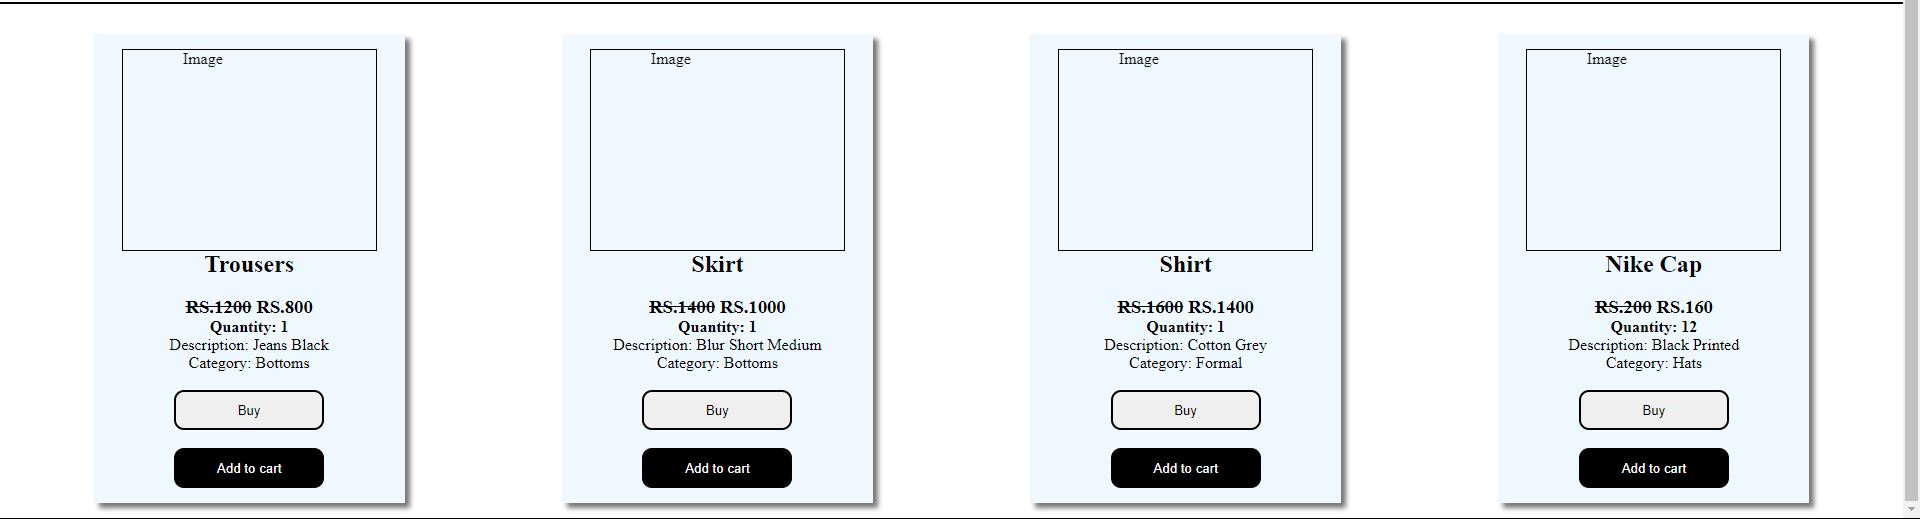 Image
Trousers
RS.1200 RS.800
Quantity: 1
Description: Jeans Black
Category: Bottoms
Buy
Add to cart
Image
Skirt
RS.1400 RS.1000
Quantity: 1
Description: Blur Short Medium
Category: Bottoms
Buy
Add to cart
Image
Shirt
RS.1600 RS.1400
Quantity: 1
Description: Cotton Grey
Category: Formal
Buy
Add to cart
Image
Nike Cap
RS.200 RS.160
Quantity: 12
Description: Black Printed
Category: Hats
Buy
Add to cart